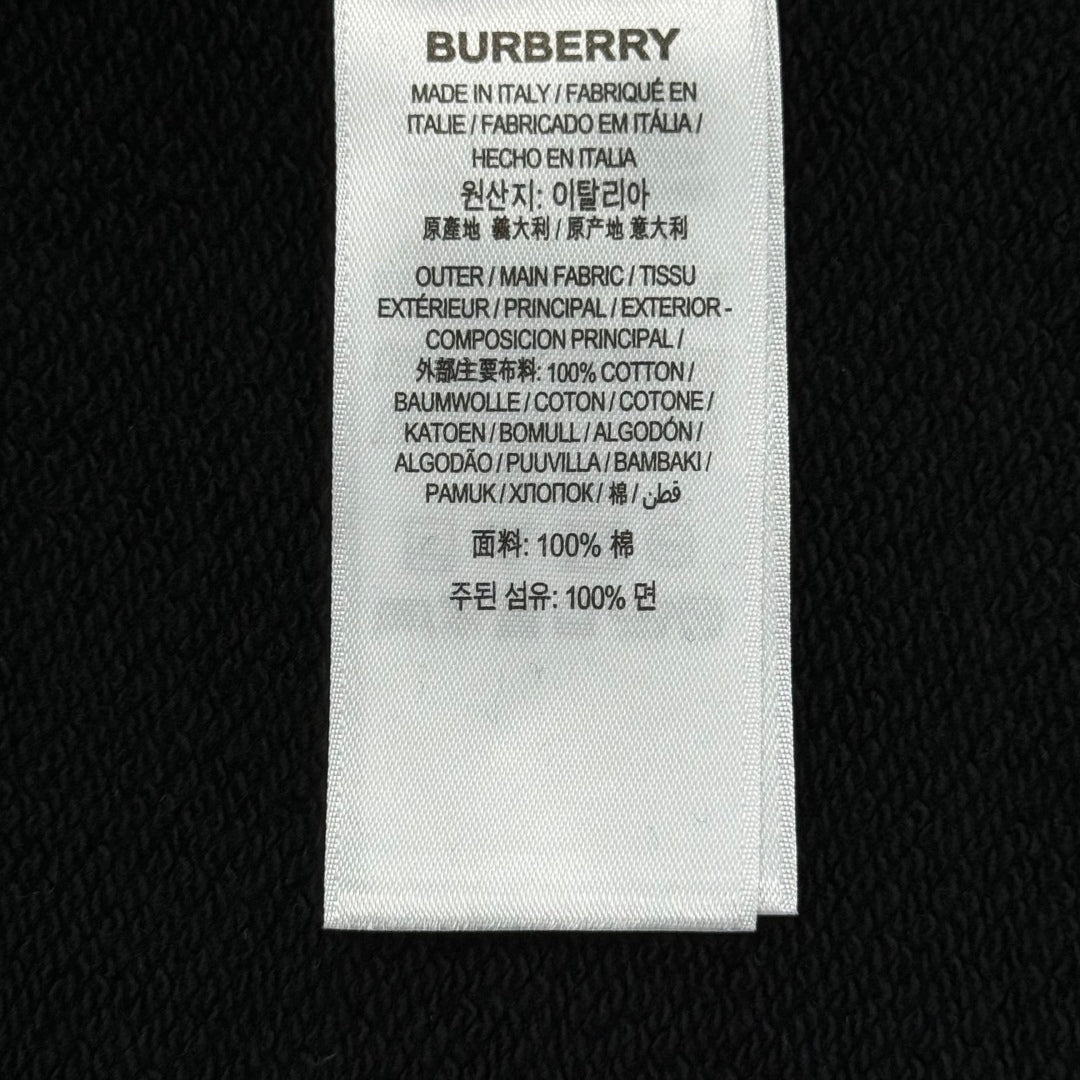 BURBERRY
MADE IN ITALY / FABRIQUÉ EN
ITALIE / FABRICADO EM ITÁLIA /
HECHO EN ITALIA
원산지: 이탈리아
原產地 義大利 / 原产地 意大利
OUTER / MAIN FABRIC / TISSU
EXTÉRIEUR / PRINCIPAL / EXTERIOR -
COMPOSICION PRINCIPAL /
外部/主要布料: 100% COTTON /
BAUMWOLLE / COTON / COTONE /
KATOEN / BOMULL / ALGODÓN /
ALGODÃO / PUUVILLA / BAMBAKI /
PAMUK / ХЛОПОК / 棉 / قطن
面料: 100% 棉
주된 섬유: 100% 면